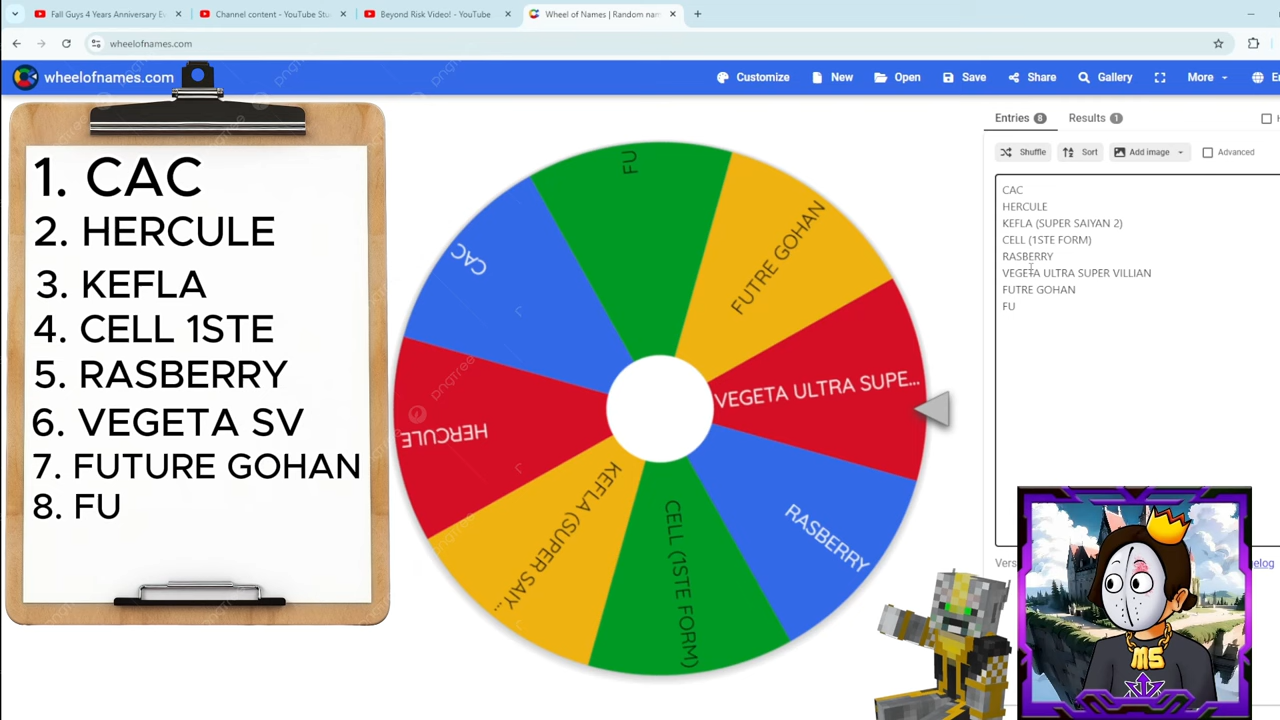 Fall Guys 4 Years Anniversary E
Channel content - YouTube Stu
Beyond Risk Video! - YouTube
Wheel of Names | Random nam
wheelofnames.com
wheelofnames.com
Customize
New
Open
Save
Share
Gallery
More
En
1. CAC
2. HERCULE
3. KEFLA
4. CELL 1STE
5. RASBERRY
6. VEGETA SV
7. FUTURE GOHAN
8. FU
FU
FUTRE GOHAN
VEGETA ULTRA SUPE...
RASBERRY
CELL (1STE FORM)
KEFLA (SUPER SAIY...
HERCULE
CAC
Entries 8
Results 1
Shuffle
Sort
Add image
Advanced
CAC
HERCULE
KEFLA (SUPER SAIYAN 2)
CELL (1STE FORM)
RASBERRY
VEGETA ULTRA SUPER VILLIAN
FUTRE GOHAN
FU
Vers
elog
MS